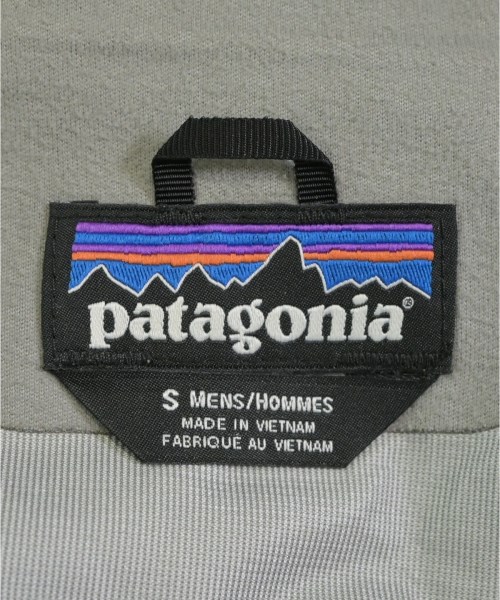 patagonia®
S MENS/HOMMES
MADE IN VIETNAM
FABRIQUÉ AU VIETNAM